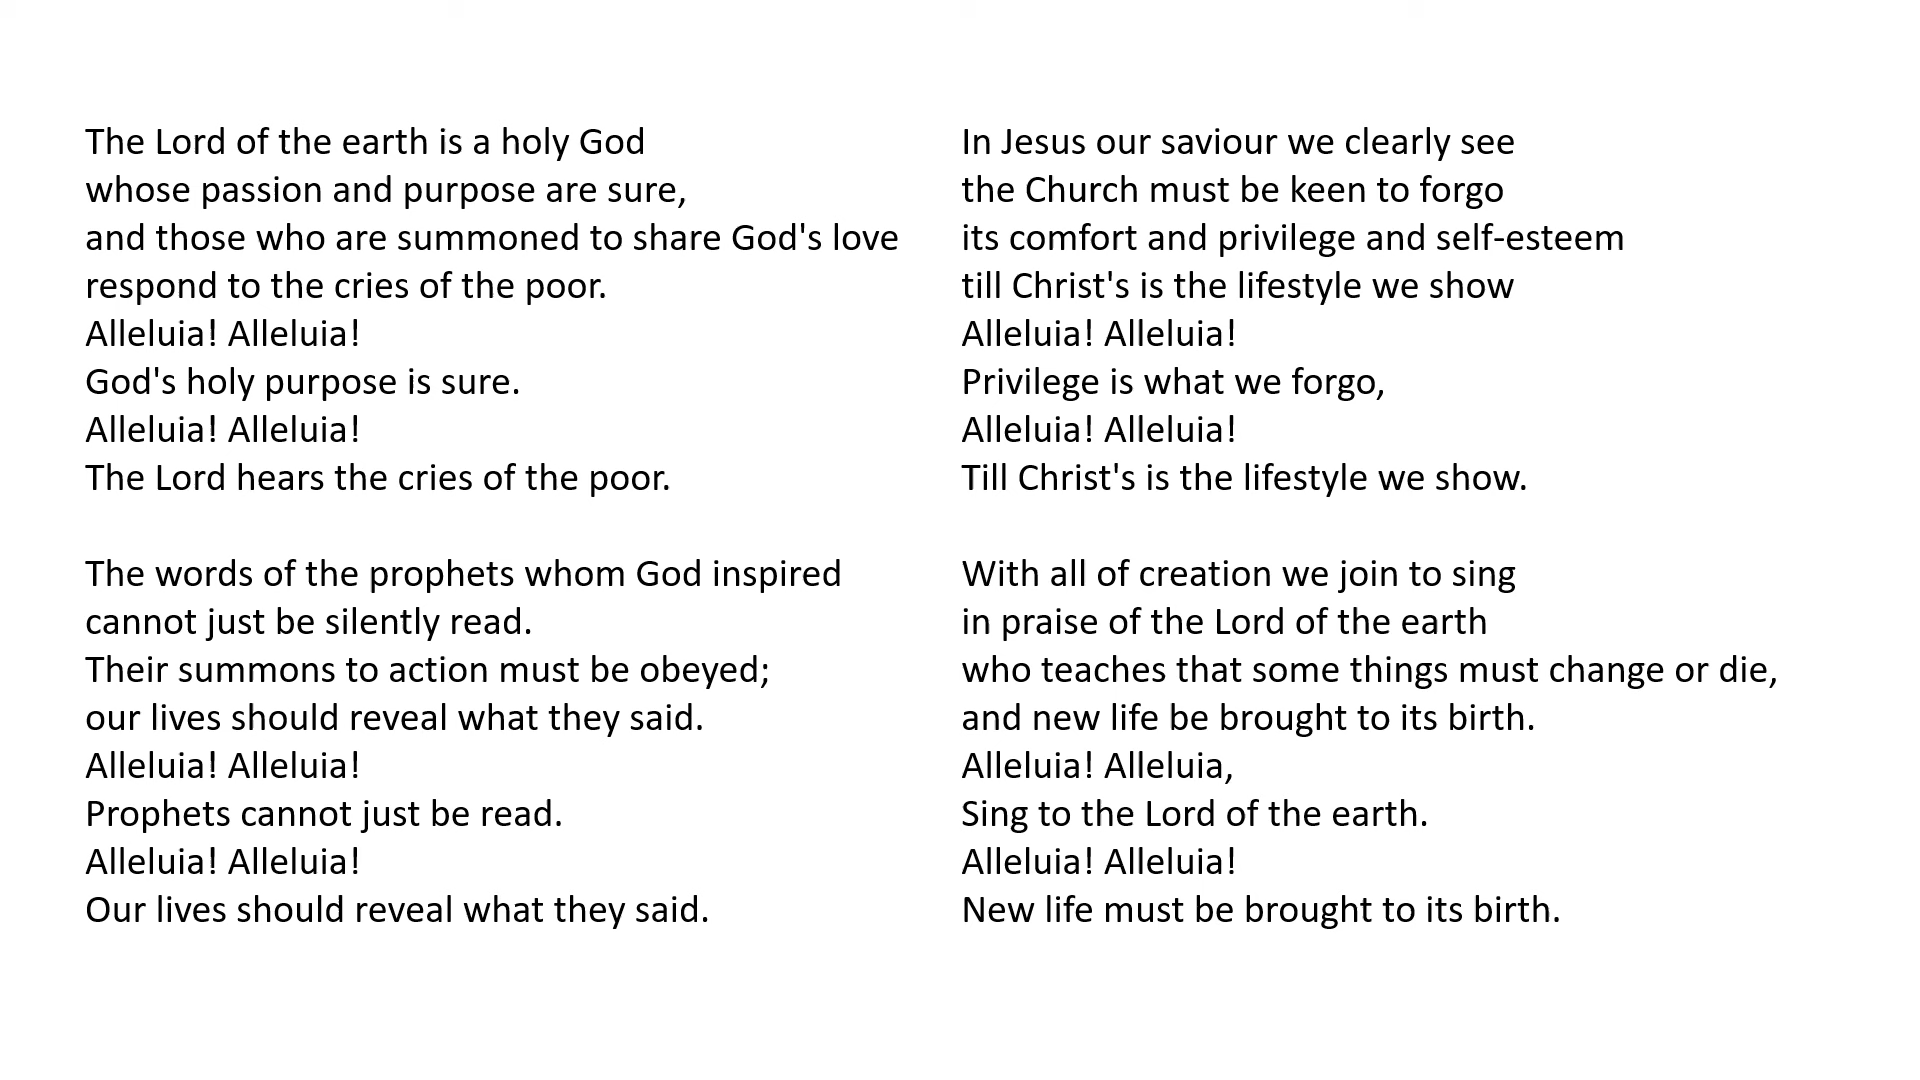 The Lord of the earth is a holy God
whose passion and purpose are sure,
and those who are summoned to share God's love
respond to the cries of the poor.
Alleluia! Alleluia!
God's holy purpose is sure.
Alleluia! Alleluia!
The Lord hears the cries of the poor.

The words of the prophets whom God inspired
cannot just be silently read.
Their summons to action must be obeyed;
our lives should reveal what they said.
Alleluia! Alleluia!
Prophets cannot just be read.
Alleluia! Alleluia!
Our lives should reveal what they said.

In Jesus our saviour we clearly see
the Church must be keen to forgo
its comfort and privilege and self-esteem
till Christ's is the lifestyle we show
Alleluia! Alleluia!
Privilege is what we forgo,
Alleluia! Alleluia!
Till Christ's is the lifestyle we show.

With all of creation we join to sing
in praise of the Lord of the earth
who teaches that some things must change or die,
and new life be brought to its birth.
Alleluia! Alleluia,
Sing to the Lord of the earth.
Alleluia! Alleluia!
New life must be brought to its birth.